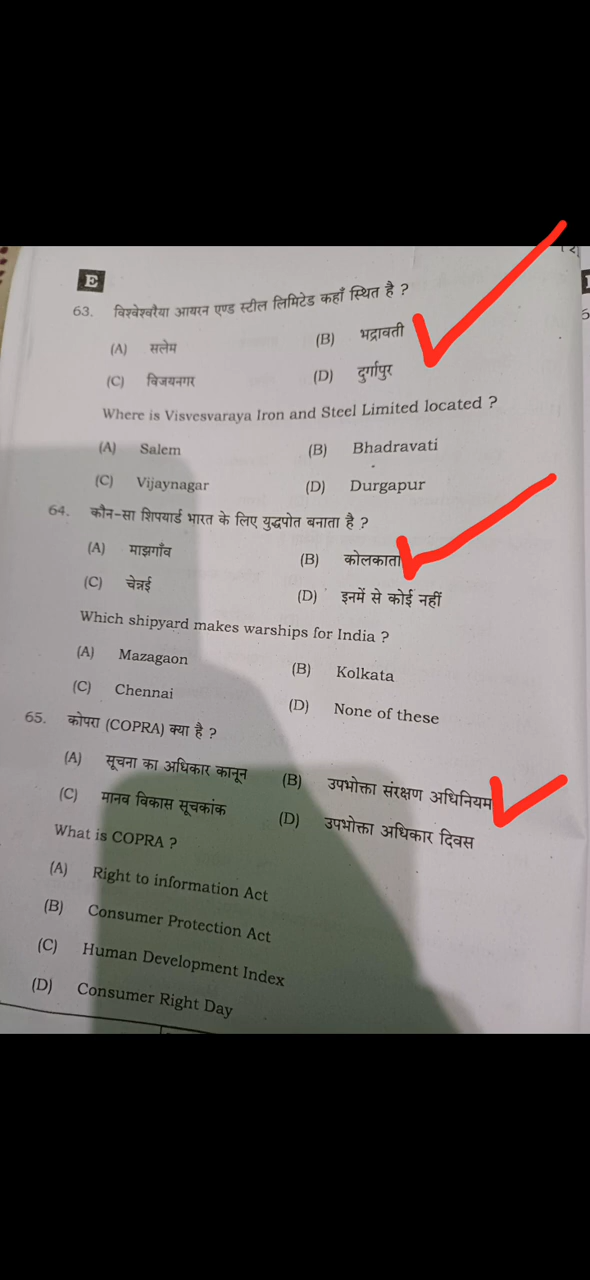 E
63. विश्वेश्वरैया आयरन एण्ड स्टील लिमिटेड कहाँ स्थित है ?
(A) सलेम (B) भद्रावती
(C) विजयनगर (D) दुर्गापुर
Where is Visvesvaraya Iron and Steel Limited located ?
(A) Salem (B) Bhadravati
(C) Vijaynagar (D) Durgapur
64. कौन-सा शिपयार्ड भारत के लिए युद्धपोत बनाता है ?
(A) माझगाँव (B) कोलकाता
(C) चेन्नई (D) इनमें से कोई नहीं
Which shipyard makes warships for India ?
(A) Mazagaon (B) Kolkata
(C) Chennai (D) None of these
65. कोपरा (COPRA) क्या है ?
(A) सूचना का अधिकार कानून (B) उपभोक्ता संरक्षण अधिनियम
(C) मानव विकास सूचकांक (D) उपभोक्ता अधिकार दिवस
What is COPRA ?
(A) Right to information Act
(B) Consumer Protection Act
(C) Human Development Index
(D) Consumer Right Day